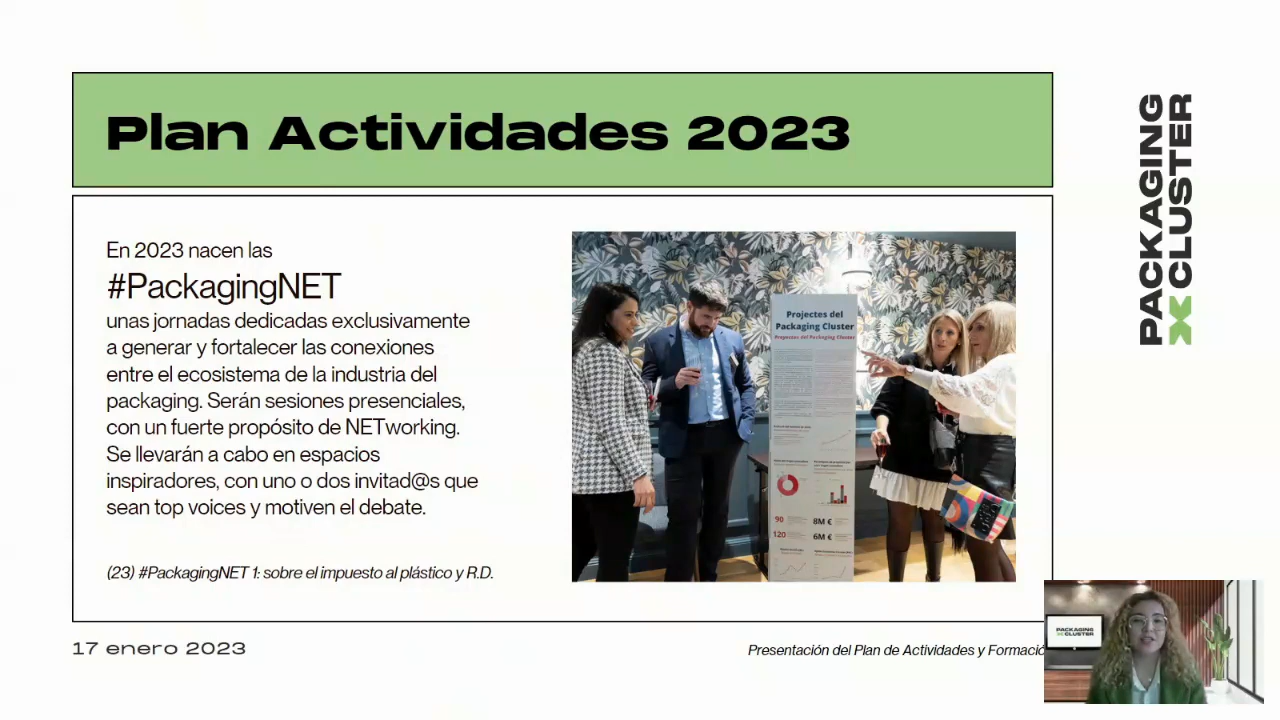 Plan Actividades 2023
PACKAGING
CLUSTER
En 2023 nacen las
#PackagingNET
unas jornadas dedicadas exclusivamente
a generar y fortalecer las conexiones
entre el ecosistema de la industria del
packaging. Serán sesiones presenciales,
con un fuerte propósito de NETworking.
Se llevarán a cabo en espacios
inspiradores, con uno o dos invitad@s que
sean top voices y motiven el debate.
(23) #PackagingNET 1: sobre el impuesto al plástico y R.D.
Projectes del
Packaging Cluster
Projectes del Packaging Cluster
90
8M €
120
6M €
17 enero 2023
Presentación del Plan de Actividades y Formació
PACKAGING
CLUSTER